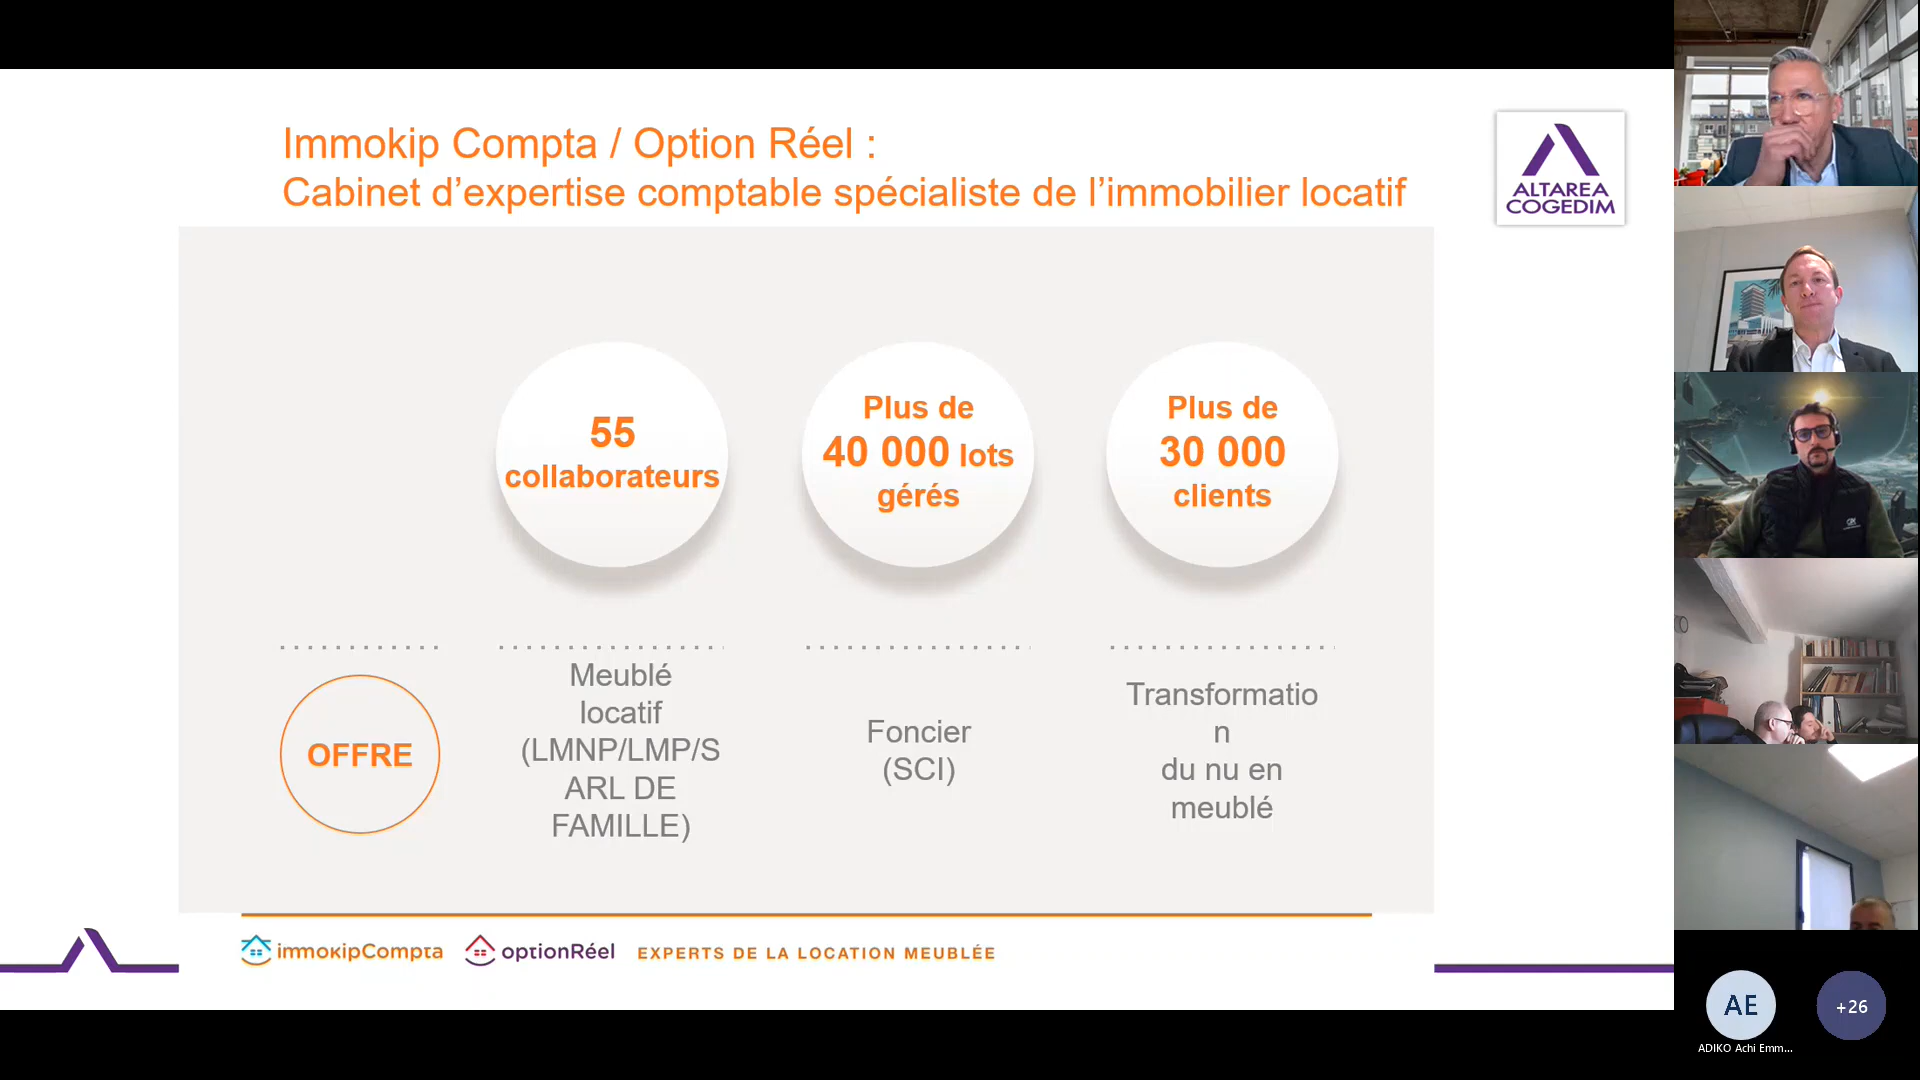 Immokip Compta / Option Réel :
Cabinet d’expertise comptable spécialiste de l’immobilier locatif
ALTAREA
COGEDIM
55
collaborateurs
Plus de
40 000 lots
gérés
Plus de
30 000
clients
OFFRE
Meublé
locatif
(LMNP/LMP/S
ARL DE
FAMILLE)
Foncier
(SCI)
Transformatio
n
du nu en
meublé
immokipCompta
optionRéel
EXPERTS DE LA LOCATION MEUBLÉE
AE
+26
ADIKO Achi Emm...